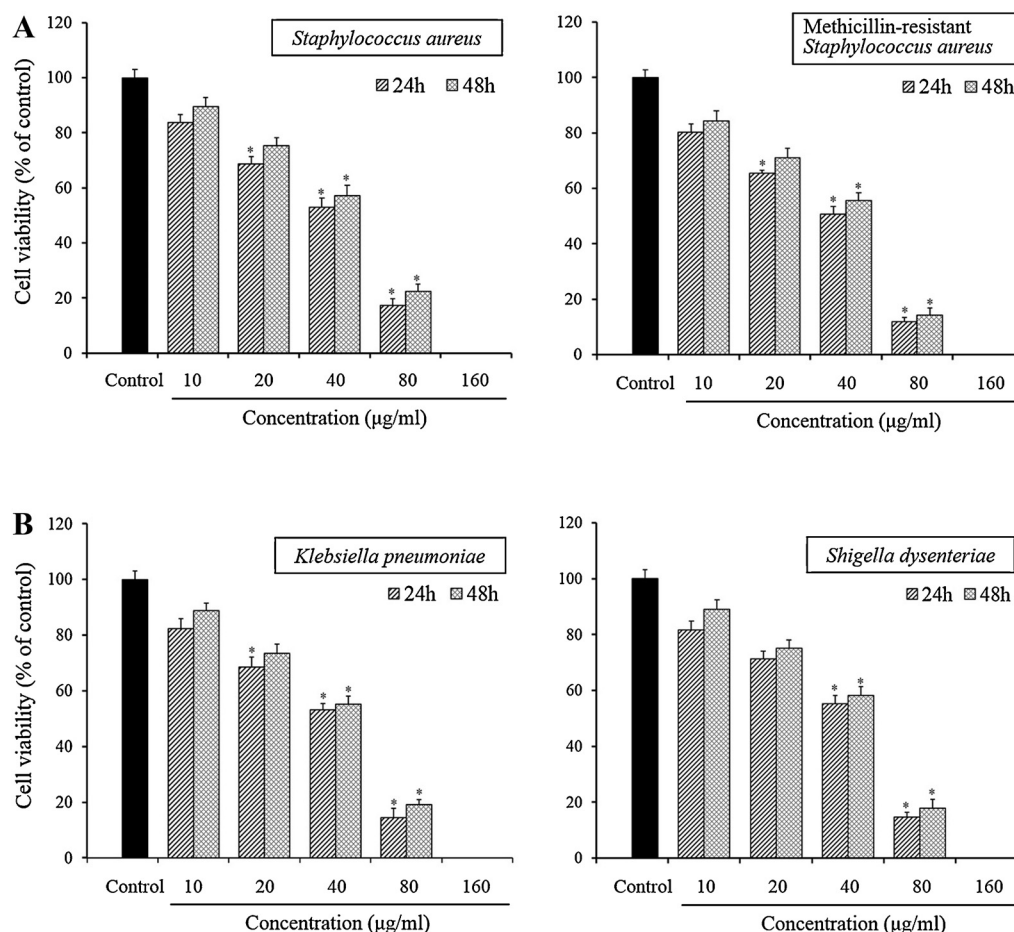 A
Staphylococcus aureus
24h 48h
Cell viability (% of control)
120
100
80
60
40
20
0
* * * * *
Control 10 20 40 80 160
Concentration (µg/ml)
Methicillin-resistant
Staphylococcus aureus
24h 48h
120
100
80
60
40
20
0
* * * * *
Control 10 20 40 80 160
Concentration (µg/ml)
B
Klebsiella pneumoniae
24h 48h
Cell viability (% of control)
120
100
80
60
40
20
0
* * * * *
Control 10 20 40 80 160
Concentration (µg/ml)
Shigella dysenteriae
24h 48h
120
100
80
60
40
20
0
* * * *
Control 10 20 40 80 160
Concentration (µg/ml)